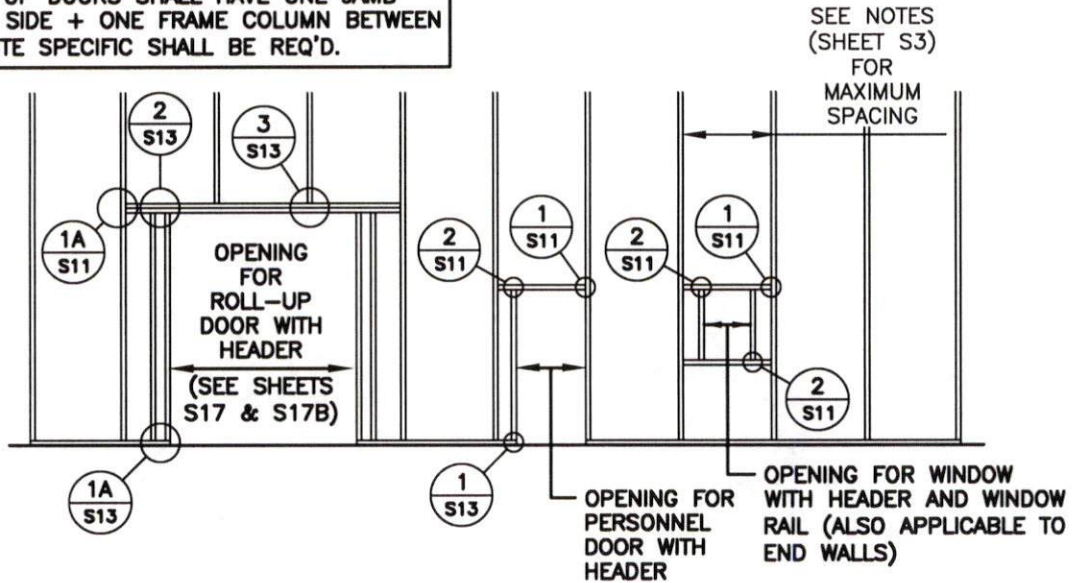 SIDE + ONE FRAME COLUMN BETWEEN
TE SPECIFIC SHALL BE REQ'D.
SEE NOTES
(SHEET S3)
FOR
MAXIMUM
SPACING
2
S13
3
S13
1A
S11
2
S11
1
S11
2
S11
1
S11
OPENING
FOR
ROLL-UP
DOOR WITH
HEADER
(SEE SHEETS
S17 & S17B)
2
S11
1A
S13
1
S13
OPENING FOR
PERSONNEL
DOOR WITH
HEADER
OPENING FOR WINDOW
WITH HEADER AND WINDOW
RAIL (ALSO APPLICABLE TO
END WALLS)